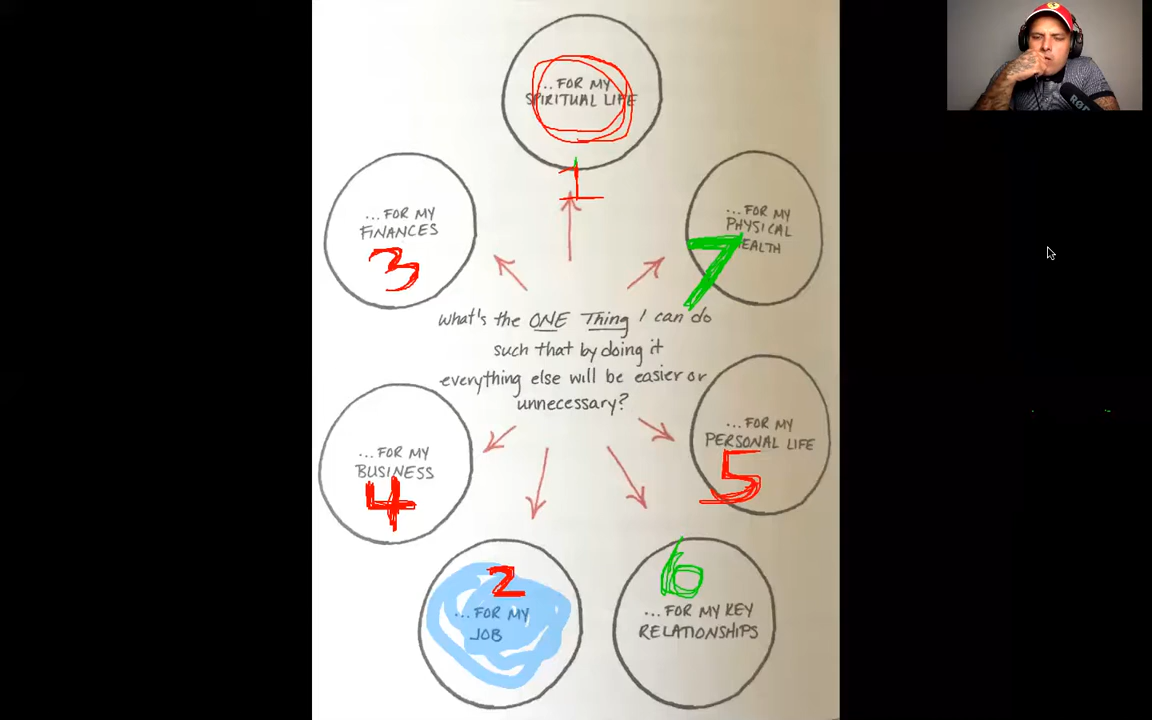 ...FOR MY
SPIRITUAL LIFE
1
...FOR MY
FINANCES
3
...FOR MY
PHYSICAL
HEALTH
7
What's the ONE Thing I can do
such that by doing it
everything else will be easier or
unnecessary?
...FOR MY
BUSINESS
4
...FOR MY
PERSONAL LIFE
5
2
...FOR MY
JOB
6
...FOR MY KEY
RELATIONSHIPS
RØDE